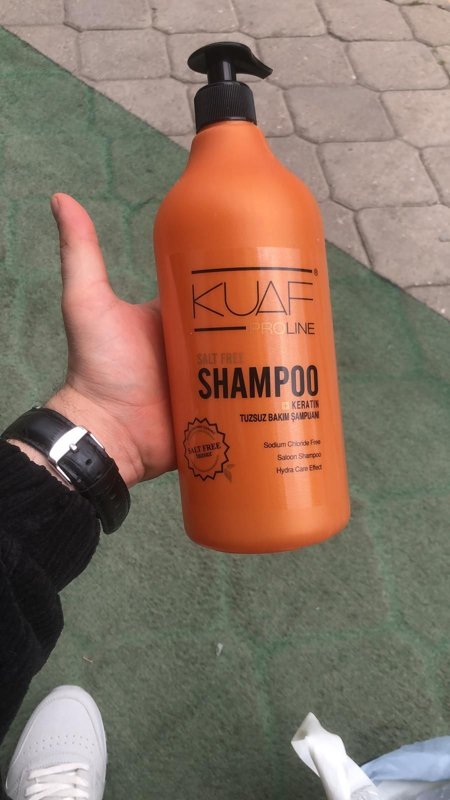 KUAF®
PROLINE
SALT FREE
SHAMPOO
KERATIN
TUZSUZ BAKIM ŞAMPUANI
SALT FREE
Sodium Chloride Free
Saloon Shampoo
Hydra Care Effect